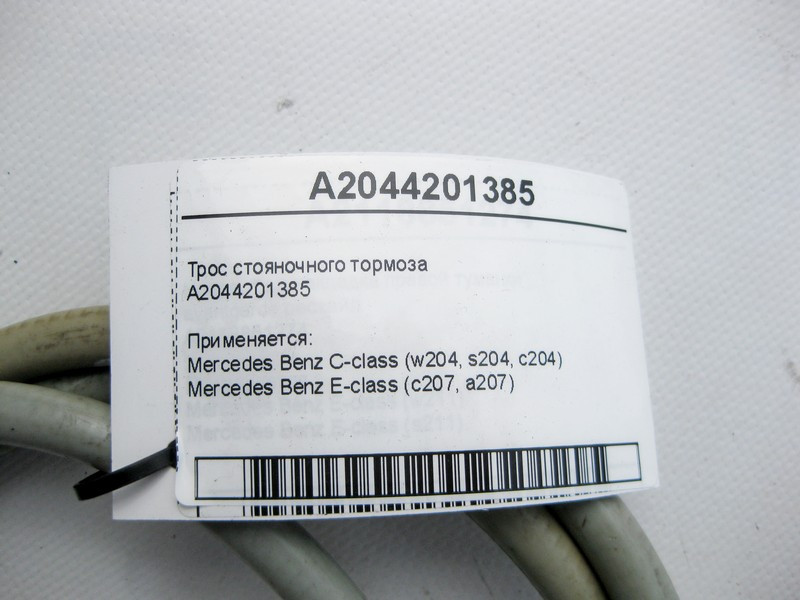 A2044201385
Трос стояночного тормоза
A2044201385
Применяется:
Mercedes Benz C-class (w204, s204, c204)
Mercedes Benz E-class (c207, a207)